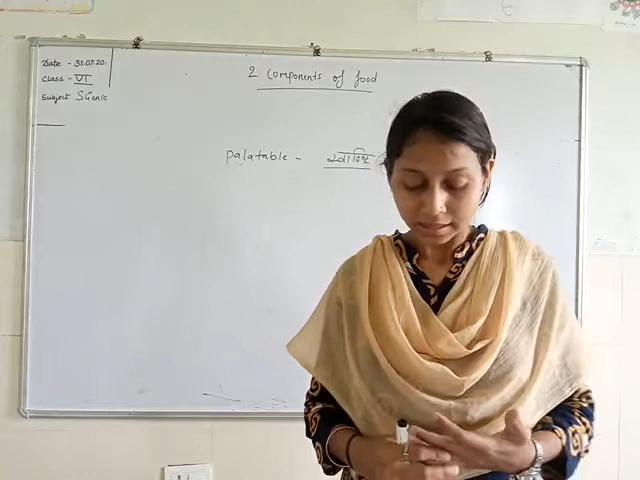 Date - 31.07.20
Class - VI
Subject Science
2 Components of food
Palatable - स्वादिष्ट